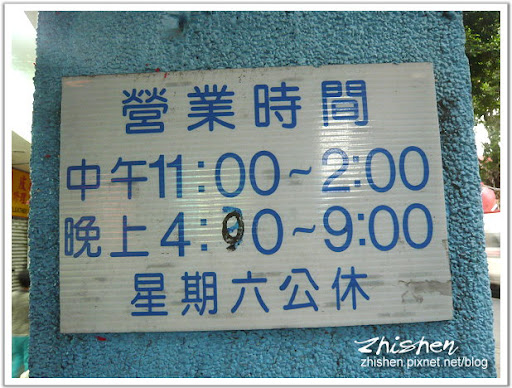 營業時間
中午11:00~2:00
晚上4:00~9:00
星期六公休
Zhishen
zhishen.pixnet.net/blog